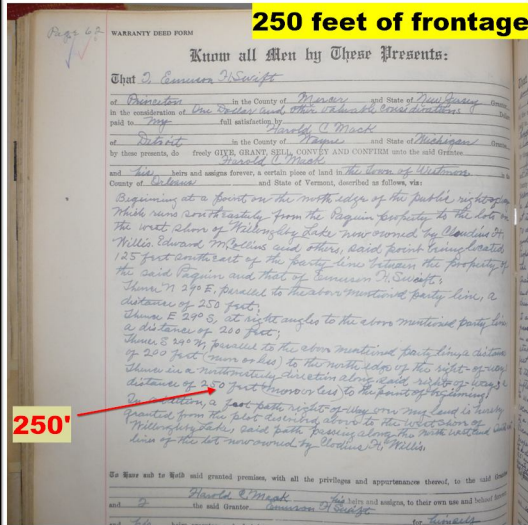 250 feet of frontage
Page 62
WARRANTY DEED FORM
Know all Men by These Presents:
That I, Emerson H. Swift
of Princeton in the County of Mercer and State of New Jersey
in the consideration of One Dollar and other valuable considerations
paid to my full satisfaction by
Harold C. Mack
of Detroit in the County of Wayne and State of Michigan
by these presents, do freely GIVE, GRANT, SELL, CONVEY AND CONFIRM unto the said Grantee
Harold C. Mack
and his heirs and assigns forever, a certain piece of land in the town of Westmore
County of Orleans and State of Vermont, described as follows, viz:
Beginning at a point on the north edge of the public right of way
which runs southeasterly from the Paquin property to the lots on
the west shore of Willoughby Lake now owned by Claudius H.
Willis, Edward McCollins and others, said point being located
125 feet southeast of the party line between the property of
the said Paquin and that of Emerson H. Swift:
Thence N 29° E, parallel to the above mentioned party line, a
distance of 250 feet;
Thence E 29° S, at right angles to the above mentioned party line
a distance of 200 feet;
Thence parallel to the above mentioned party line a distance
of 200 feet (more or less) to the north edge of the right-of-way
Thence in a northwesterly direction along said right-of-way a
distance of 250 feet (more or less) to the point of beginning.
In addition, a foot path right-of-way over my land is hereby
granted from the plot described above to the west shore of
Willoughby Lake, said path passing along the north west and
lines of the lot now owned by Claudius H. Willis.
250'
To Have and to Hold said granted premises, with all the privileges and appurtenances thereof, to the said Grantee
Harold C. Mack his heirs and assigns, to their own use and behoof
and I the said Grantor Emerson H. Swift
for